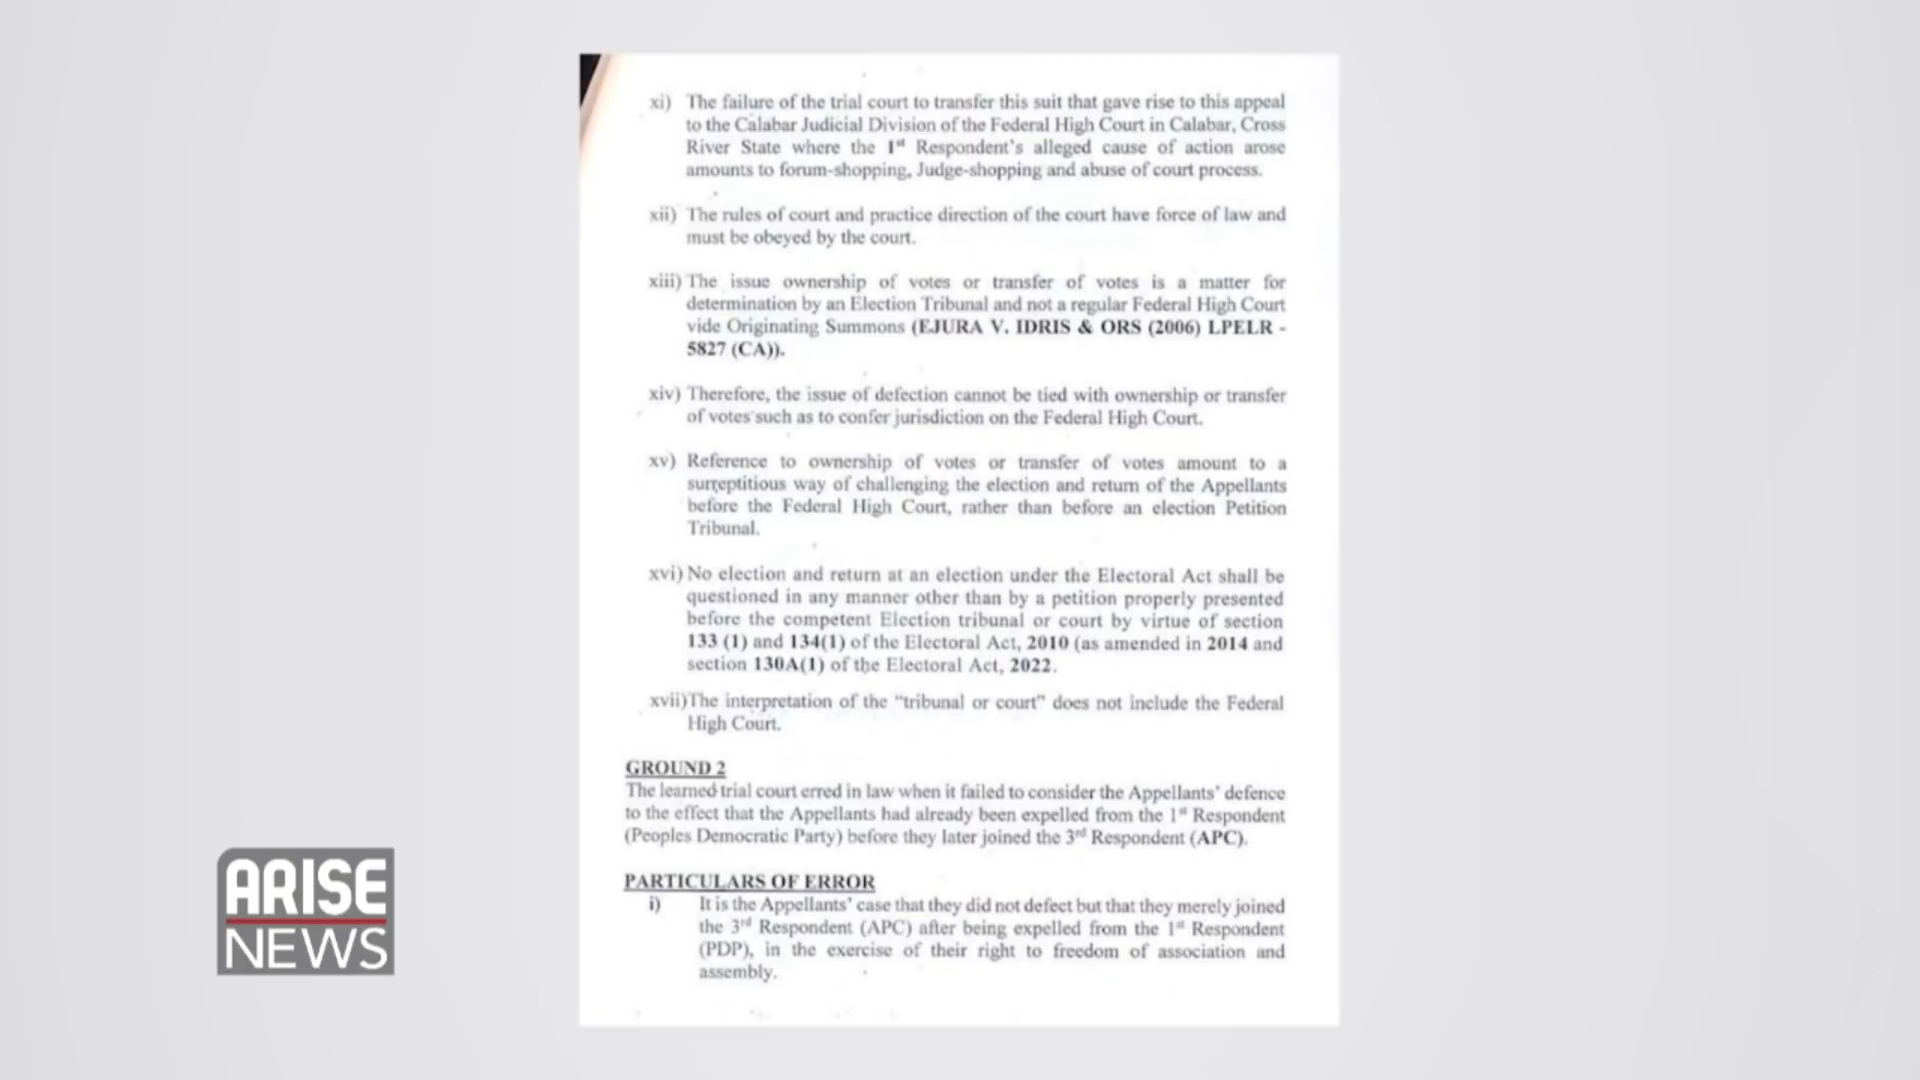 xi) The failure of the trial court to transfer this suit that gave rise to this appeal
to the Calabar Judicial Division of the Federal High Court in Calabar, Cross
River State where the 1st Respondent's alleged cause of action arose
amounts to forum-shopping, Judge-shopping and abuse of court process.
xii) The rules of court and practice direction of the court have force of law and
must be obeyed by the court.
xiii) The issue ownership of votes or transfer of votes is a matter for
determination by an Election Tribunal and not a regular Federal High Court
vide Originating Summons (EJURA V. IDRIS & ORS (2006) LPELR -
5827 (CA)).
xiv) Therefore, the issue of defection cannot be tied with ownership or transfer
of votes such as to confer jurisdiction on the Federal High Court.
xv) Reference to ownership of votes or transfer of votes amount to a
surreptitious way of challenging the election and return of the Appellants
before the Federal High Court, rather than before an election Petition
Tribunal.
xvi) No election and return at an election under the Electoral Act shall be
questioned in any manner other than by a petition properly presented
before the competent Election tribunal or court by virtue of section
133 (1) and 134(1) of the Electoral Act, 2010 (as amended in 2014 and
section 130A(1) of the Electoral Act, 2022.
xvii)The interpretation of the "tribunal or court" does not include the Federal
High Court.
GROUND 2
The learned trial court erred in law when it failed to consider the Appellants' defence
to the effect that the Appellants had already been expelled from the 1st Respondent
(Peoples Democratic Party) before they later joined the 3rd Respondent (APC).
PARTICULARS OF ERROR
i) It is the Appellants' case that they did not defect but that they merely joined
the 3rd Respondent (APC) after being expelled from the 1st Respondent
(PDP), in the exercise of their right to freedom of association and
assembly.
ARISE
NEWS